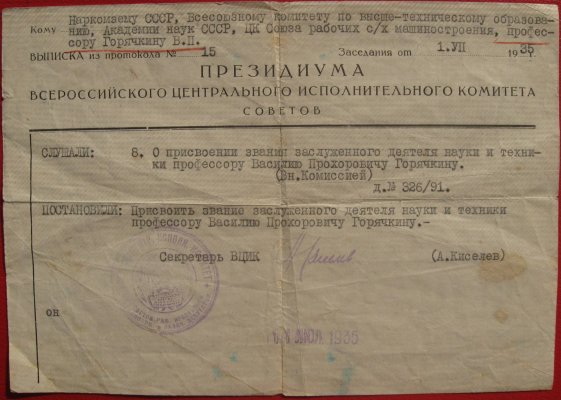 Кому Наркомзему СССР, Всесоюзному комитету по высше-техническому образова-
нию, Академии наук СССР, ЦК Союза рабочих с/х машиностроения, профес-
сору Горячкину В.П.
ВЫПИСКА из протокола № 15 Заседания от 1.VII 1935 г.
ПРЕЗИДИУМА
ВСЕРОССИЙСКОГО ЦЕНТРАЛЬНОГО ИСПОЛНИТЕЛЬНОГО КОМИТЕТА
СОВЕТОВ
СЛУШАЛИ: 8. О присвоении звания заслуженного деятеля науки и техни-
ки профессору Василию Прохоровичу Горячкину.
(Вн.Комиссией)
д.№ 326/91.
ПОСТАНОВИЛИ: Присвоить звание заслуженного деятеля науки и техники
профессору Василию Прохоровичу Горячкину.-
Секретарь ВЦИК (А.Киселев)
он
ИЮЛ 1935